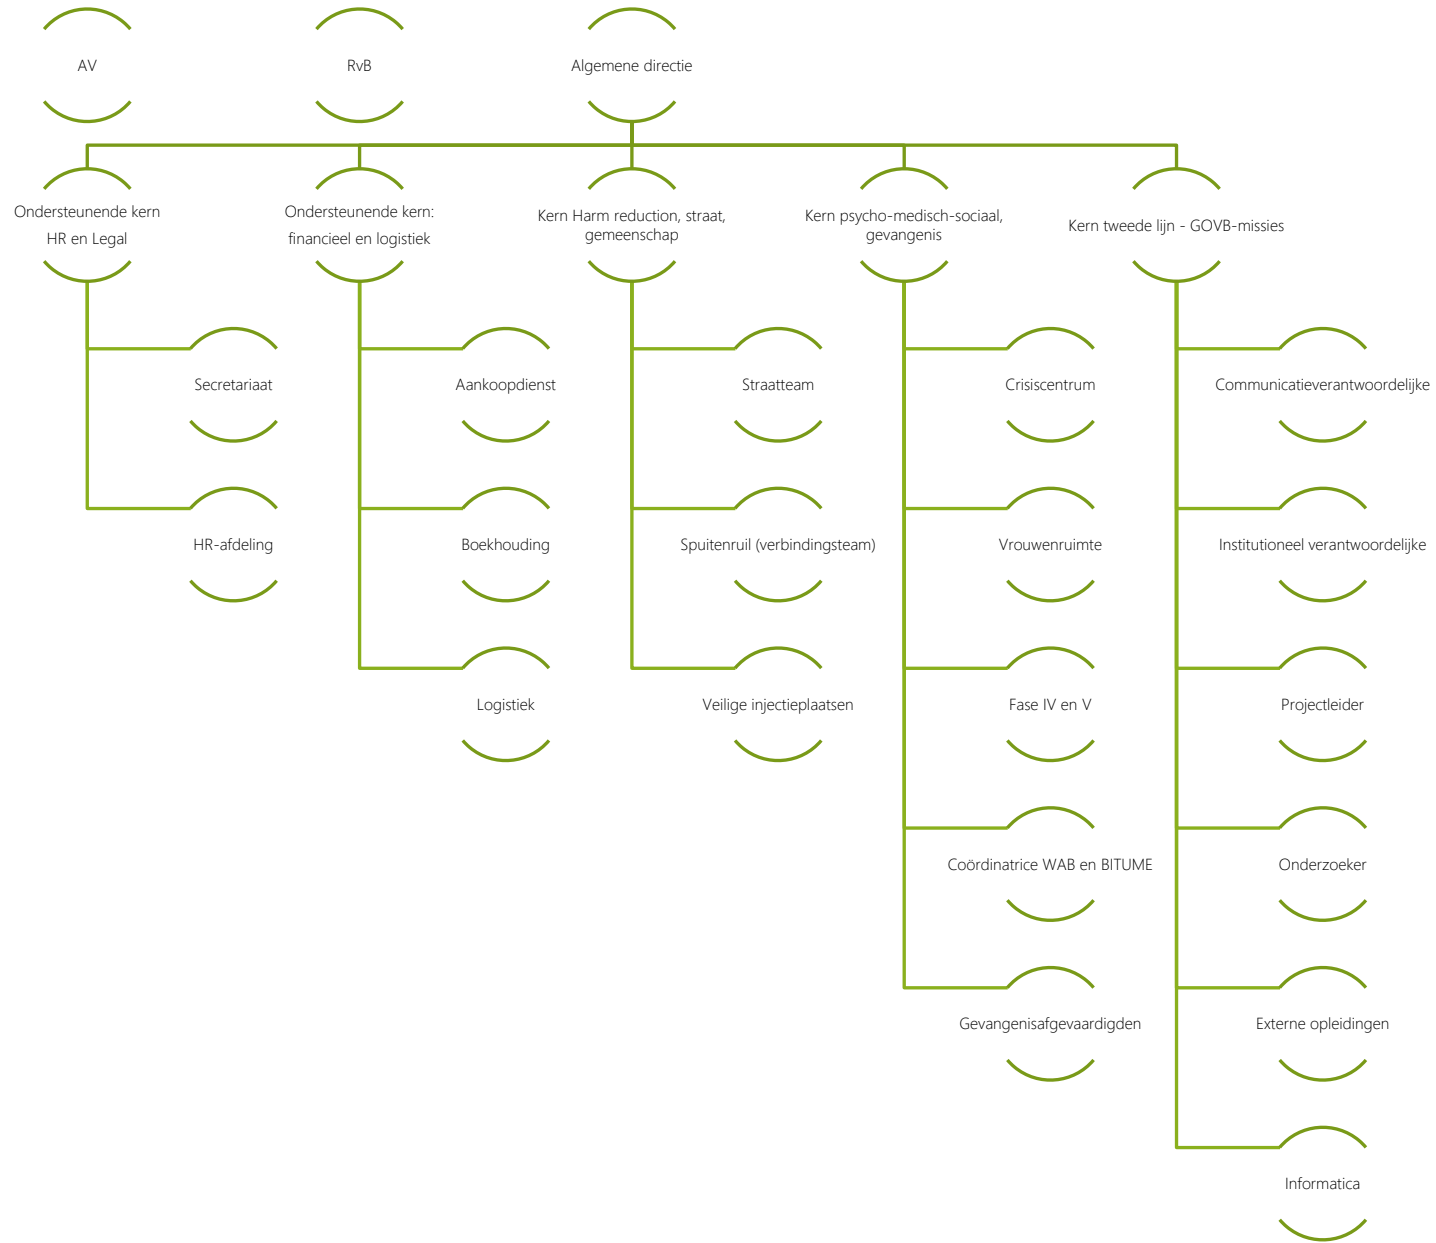 AV
RvB
Algemene directie
Ondersteunende kern
HR en Legal
Ondersteunende kern:
financieel en logistiek
Kern Harm reduction, straat,
gemeenschap
Kern psycho-medisch-sociaal,
gevangenis
Kern tweede lijn - GOVB-missies
Secretariaat
Aankoopdienst
Straatteam
Crisiscentrum
Communicatieverantwoordelijke
HR-afdeling
Boekhouding
Spuitenruil (verbindingsteam)
Vrouwenruimte
Institutioneel verantwoordelijke
Logistiek
Veilige injectieplaatsen
Fase IV en V
Projectleider
Coördinatrice WAB en BITUME
Onderzoeker
Gevangenisafgevaardigden
Externe opleidingen
Informatica